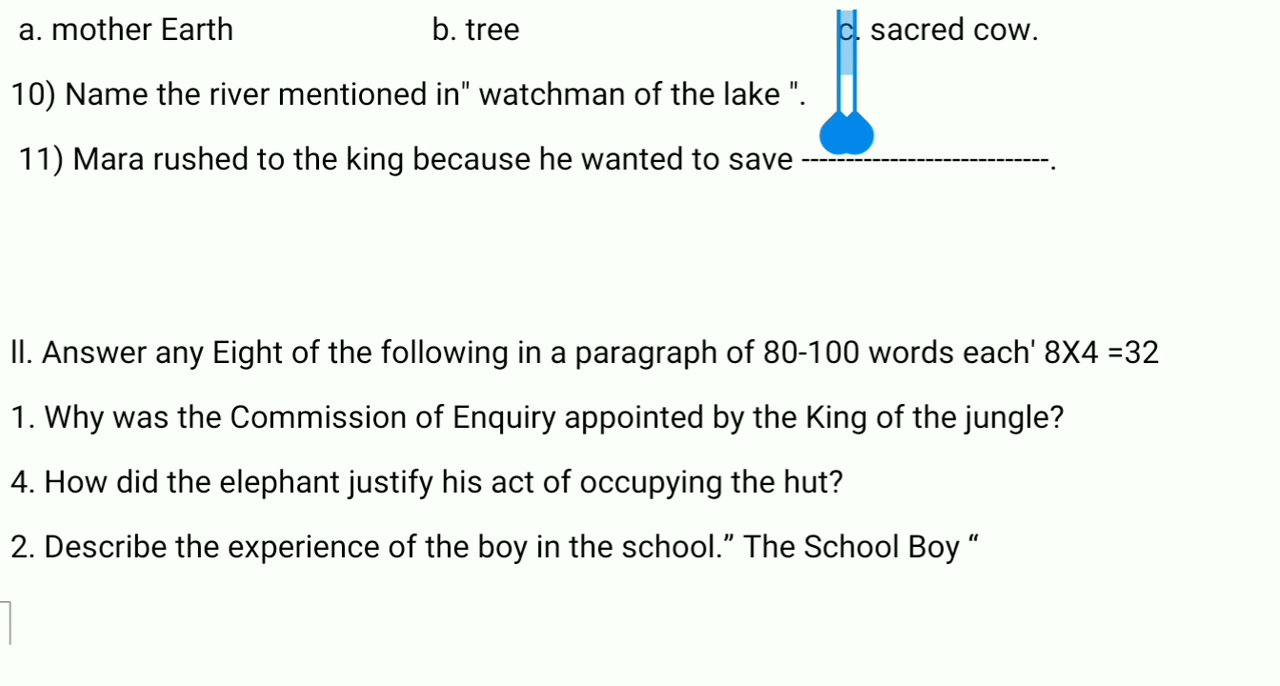 a. mother Earth b. tree c. sacred cow.
10) Name the river mentioned in" watchman of the lake ".
11) Mara rushed to the king because he wanted to save ----------------------------.
II. Answer any Eight of the following in a paragraph of 80-100 words each' 8X4 =32
1. Why was the Commission of Enquiry appointed by the King of the jungle?
4. How did the elephant justify his act of occupying the hut?
2. Describe the experience of the boy in the school.” The School Boy “